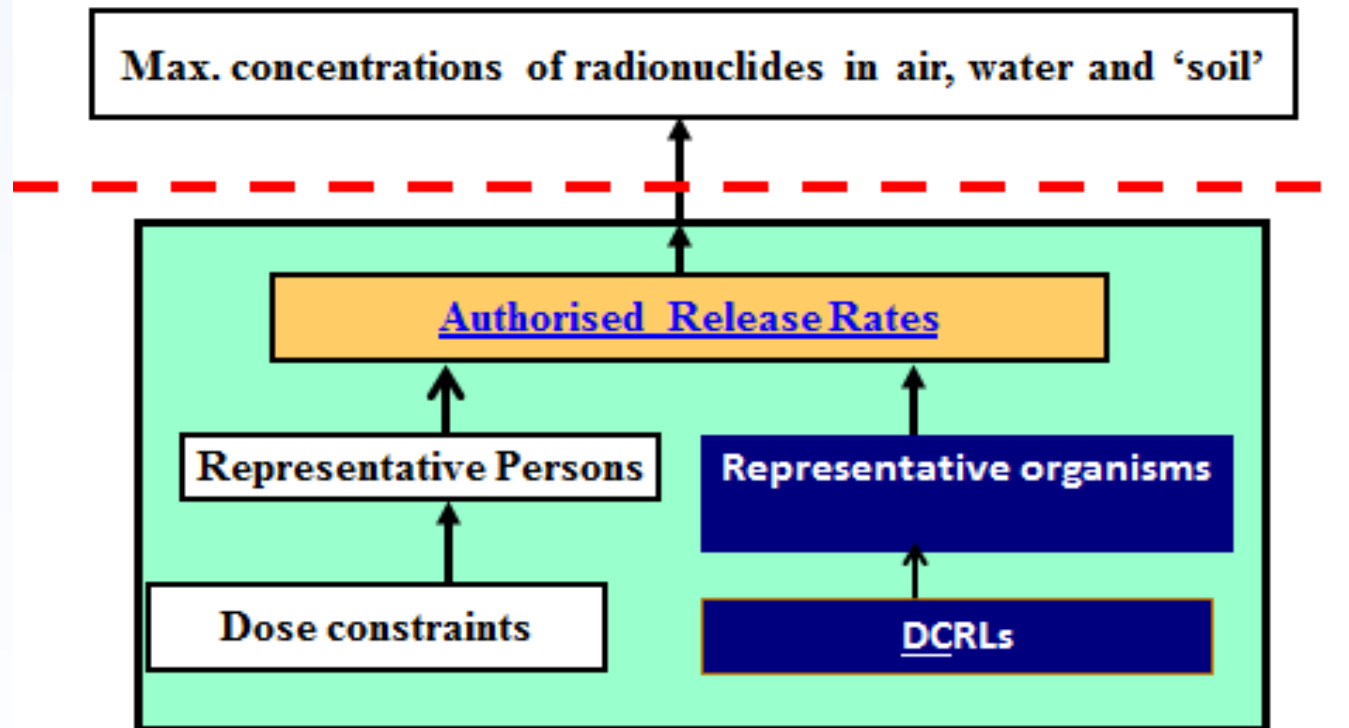 Max. concentrations of radionuclides in air, water and ‘soil’
Authorised Release Rates
Representative Persons
Representative organisms
Dose constraints
DCRLs